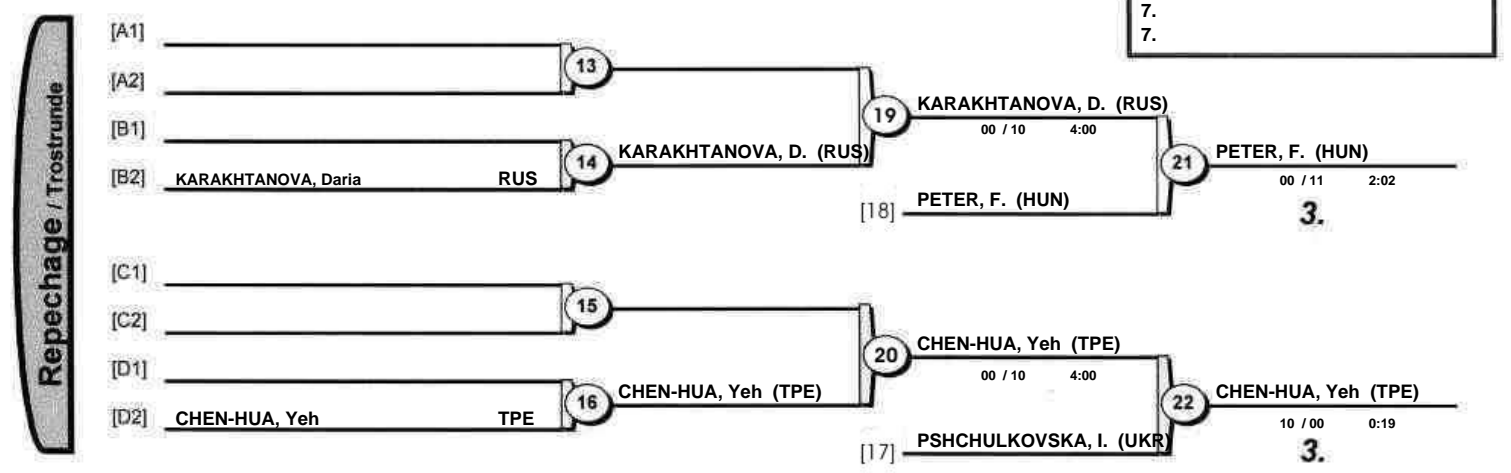 7.
7.
Repechage / Trostrunde
[A1]
13
[A2]
19
KARAKHTANOVA, D. (RUS)
00 / 10 4:00
[B1]
14
KARAKHTANOVA, D. (RUS)
21
PETER, F. (HUN)
00 / 11 2:02
3.
[B2] KARAKHTANOVA, Daria RUS
[18] PETER, F. (HUN)
[C1]
15
[C2]
20
CHEN-HUA, Yeh (TPE)
00 / 10 4:00
[D1]
16
CHEN-HUA, Yeh (TPE)
22
CHEN-HUA, Yeh (TPE)
10 / 00 0:19
3.
[D2] CHEN-HUA, Yeh TPE
[17] PSHCHULKOVSKA, I. (UKR)